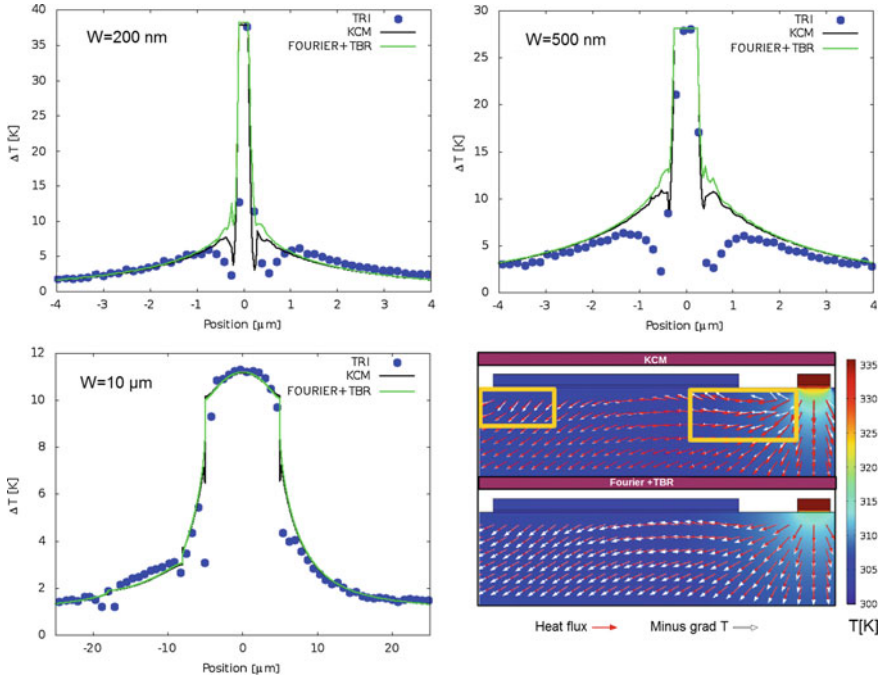 W=200 nm
TRI
KCM
FOURIER+TBR
Δ T [K]
40
35
30
25
20
15
10
5
0
-4 -3 -2 -1 0 1 2 3 4
Position [μm]
W=500 nm
TRI
KCM
FOURIER+TBR
Δ T [K]
30
25
20
15
10
5
0
-4 -3 -2 -1 0 1 2 3 4
Position [μm]
W=10 μm
TRI
KCM
FOURIER+TBR
Δ T [K]
12
10
8
6
4
2
0
-20 -10 0 10 20
Position [μm]
KCM
Fourier +TBR
335
330
325
320
315
310
305
300
T[K]
Heat flux
Minus grad T